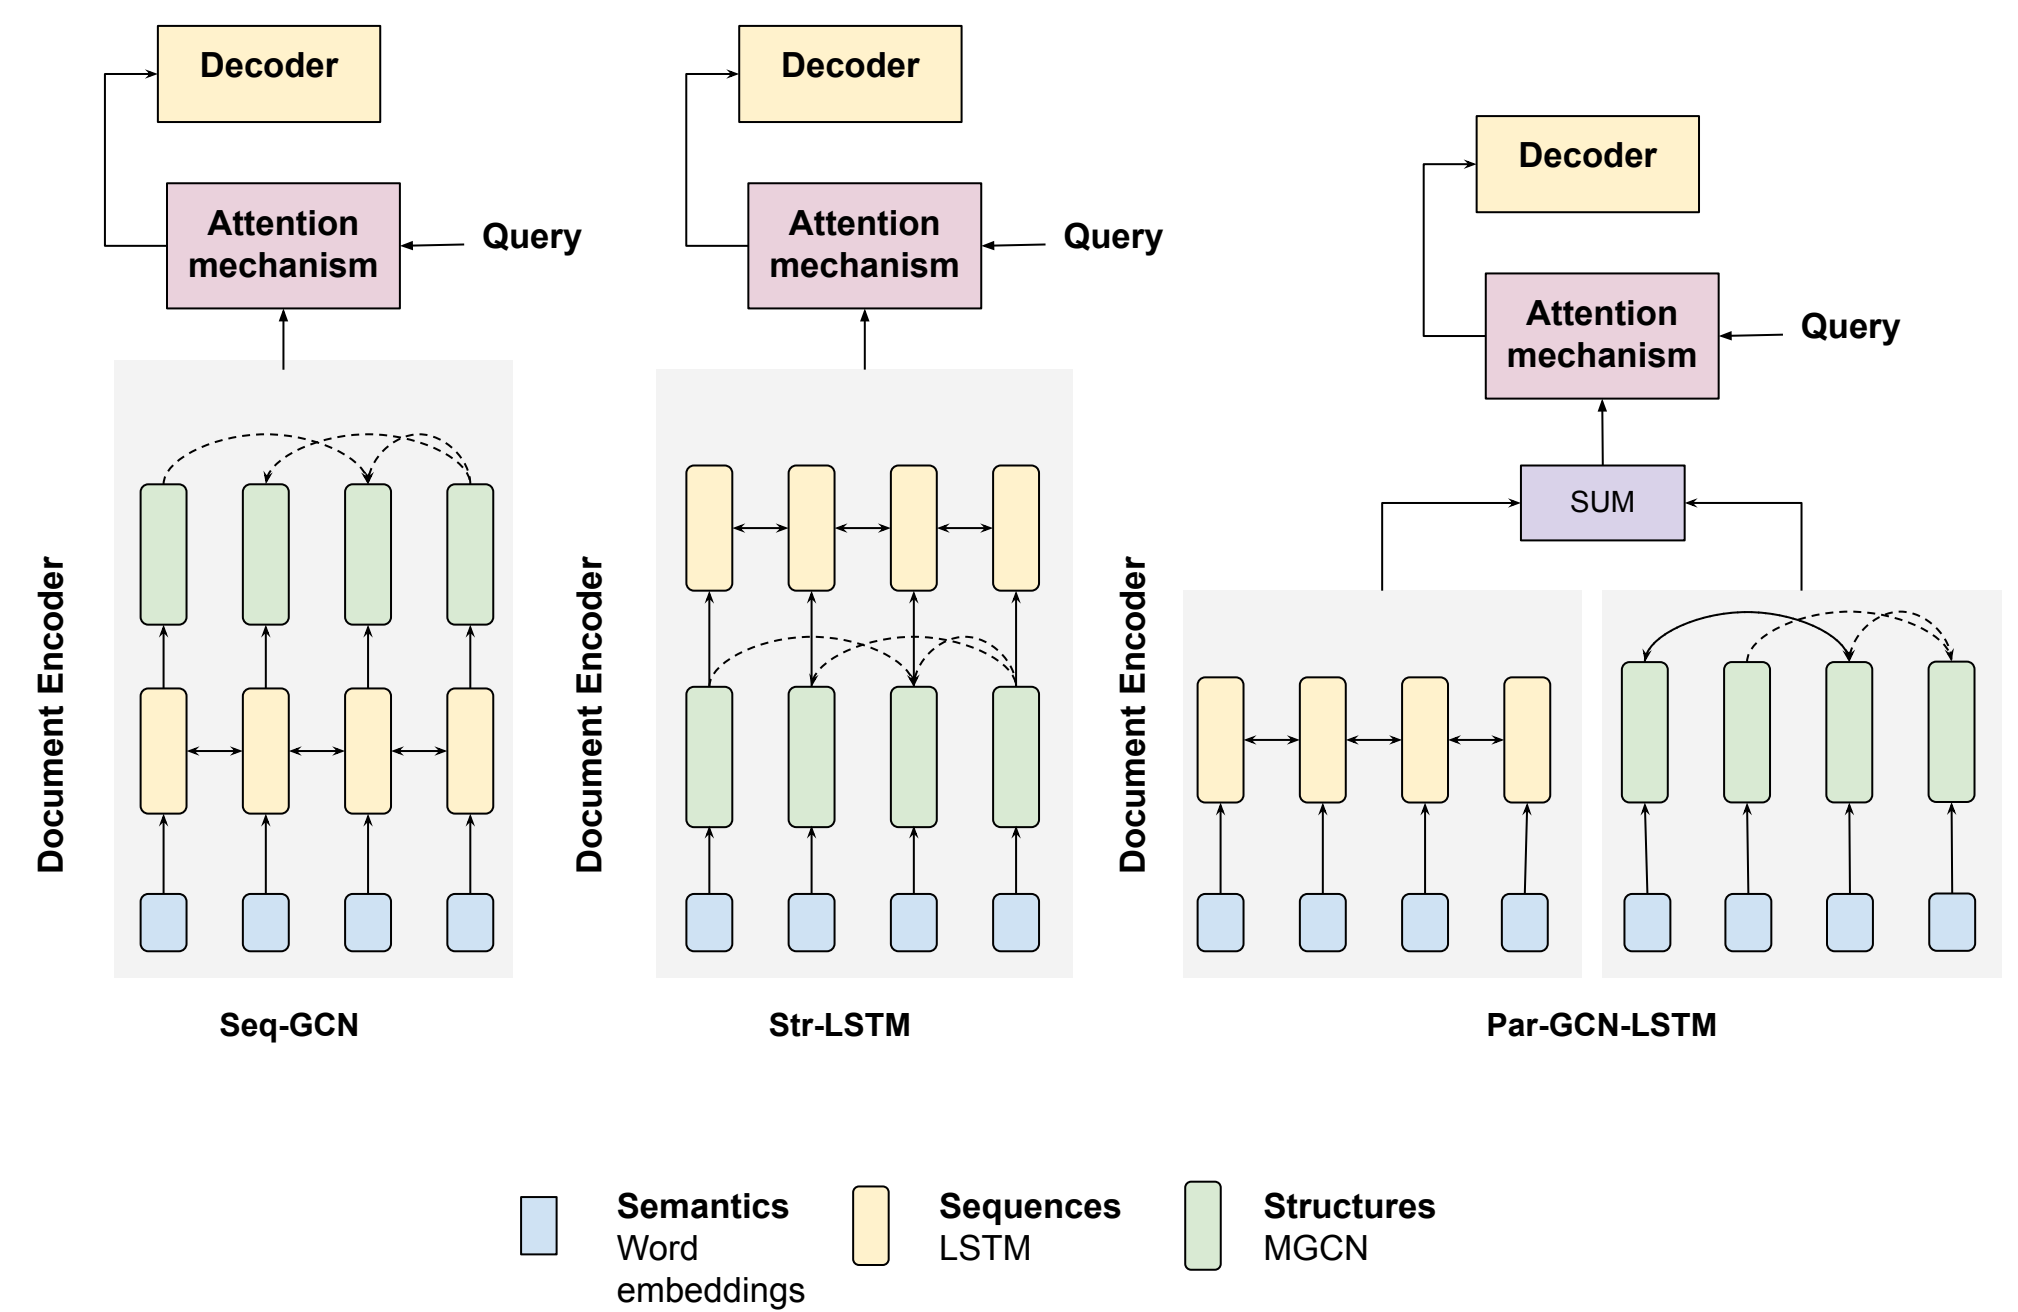 Decoder
Attention
mechanism
Query
Document Encoder
Seq-GCN
Decoder
Attention
mechanism
Query
Document Encoder
Str-LSTM
Decoder
Attention
mechanism
Query
SUM
Document Encoder
Par-GCN-LSTM
Semantics
Word
embeddings
Sequences
LSTM
Structures
MGCN